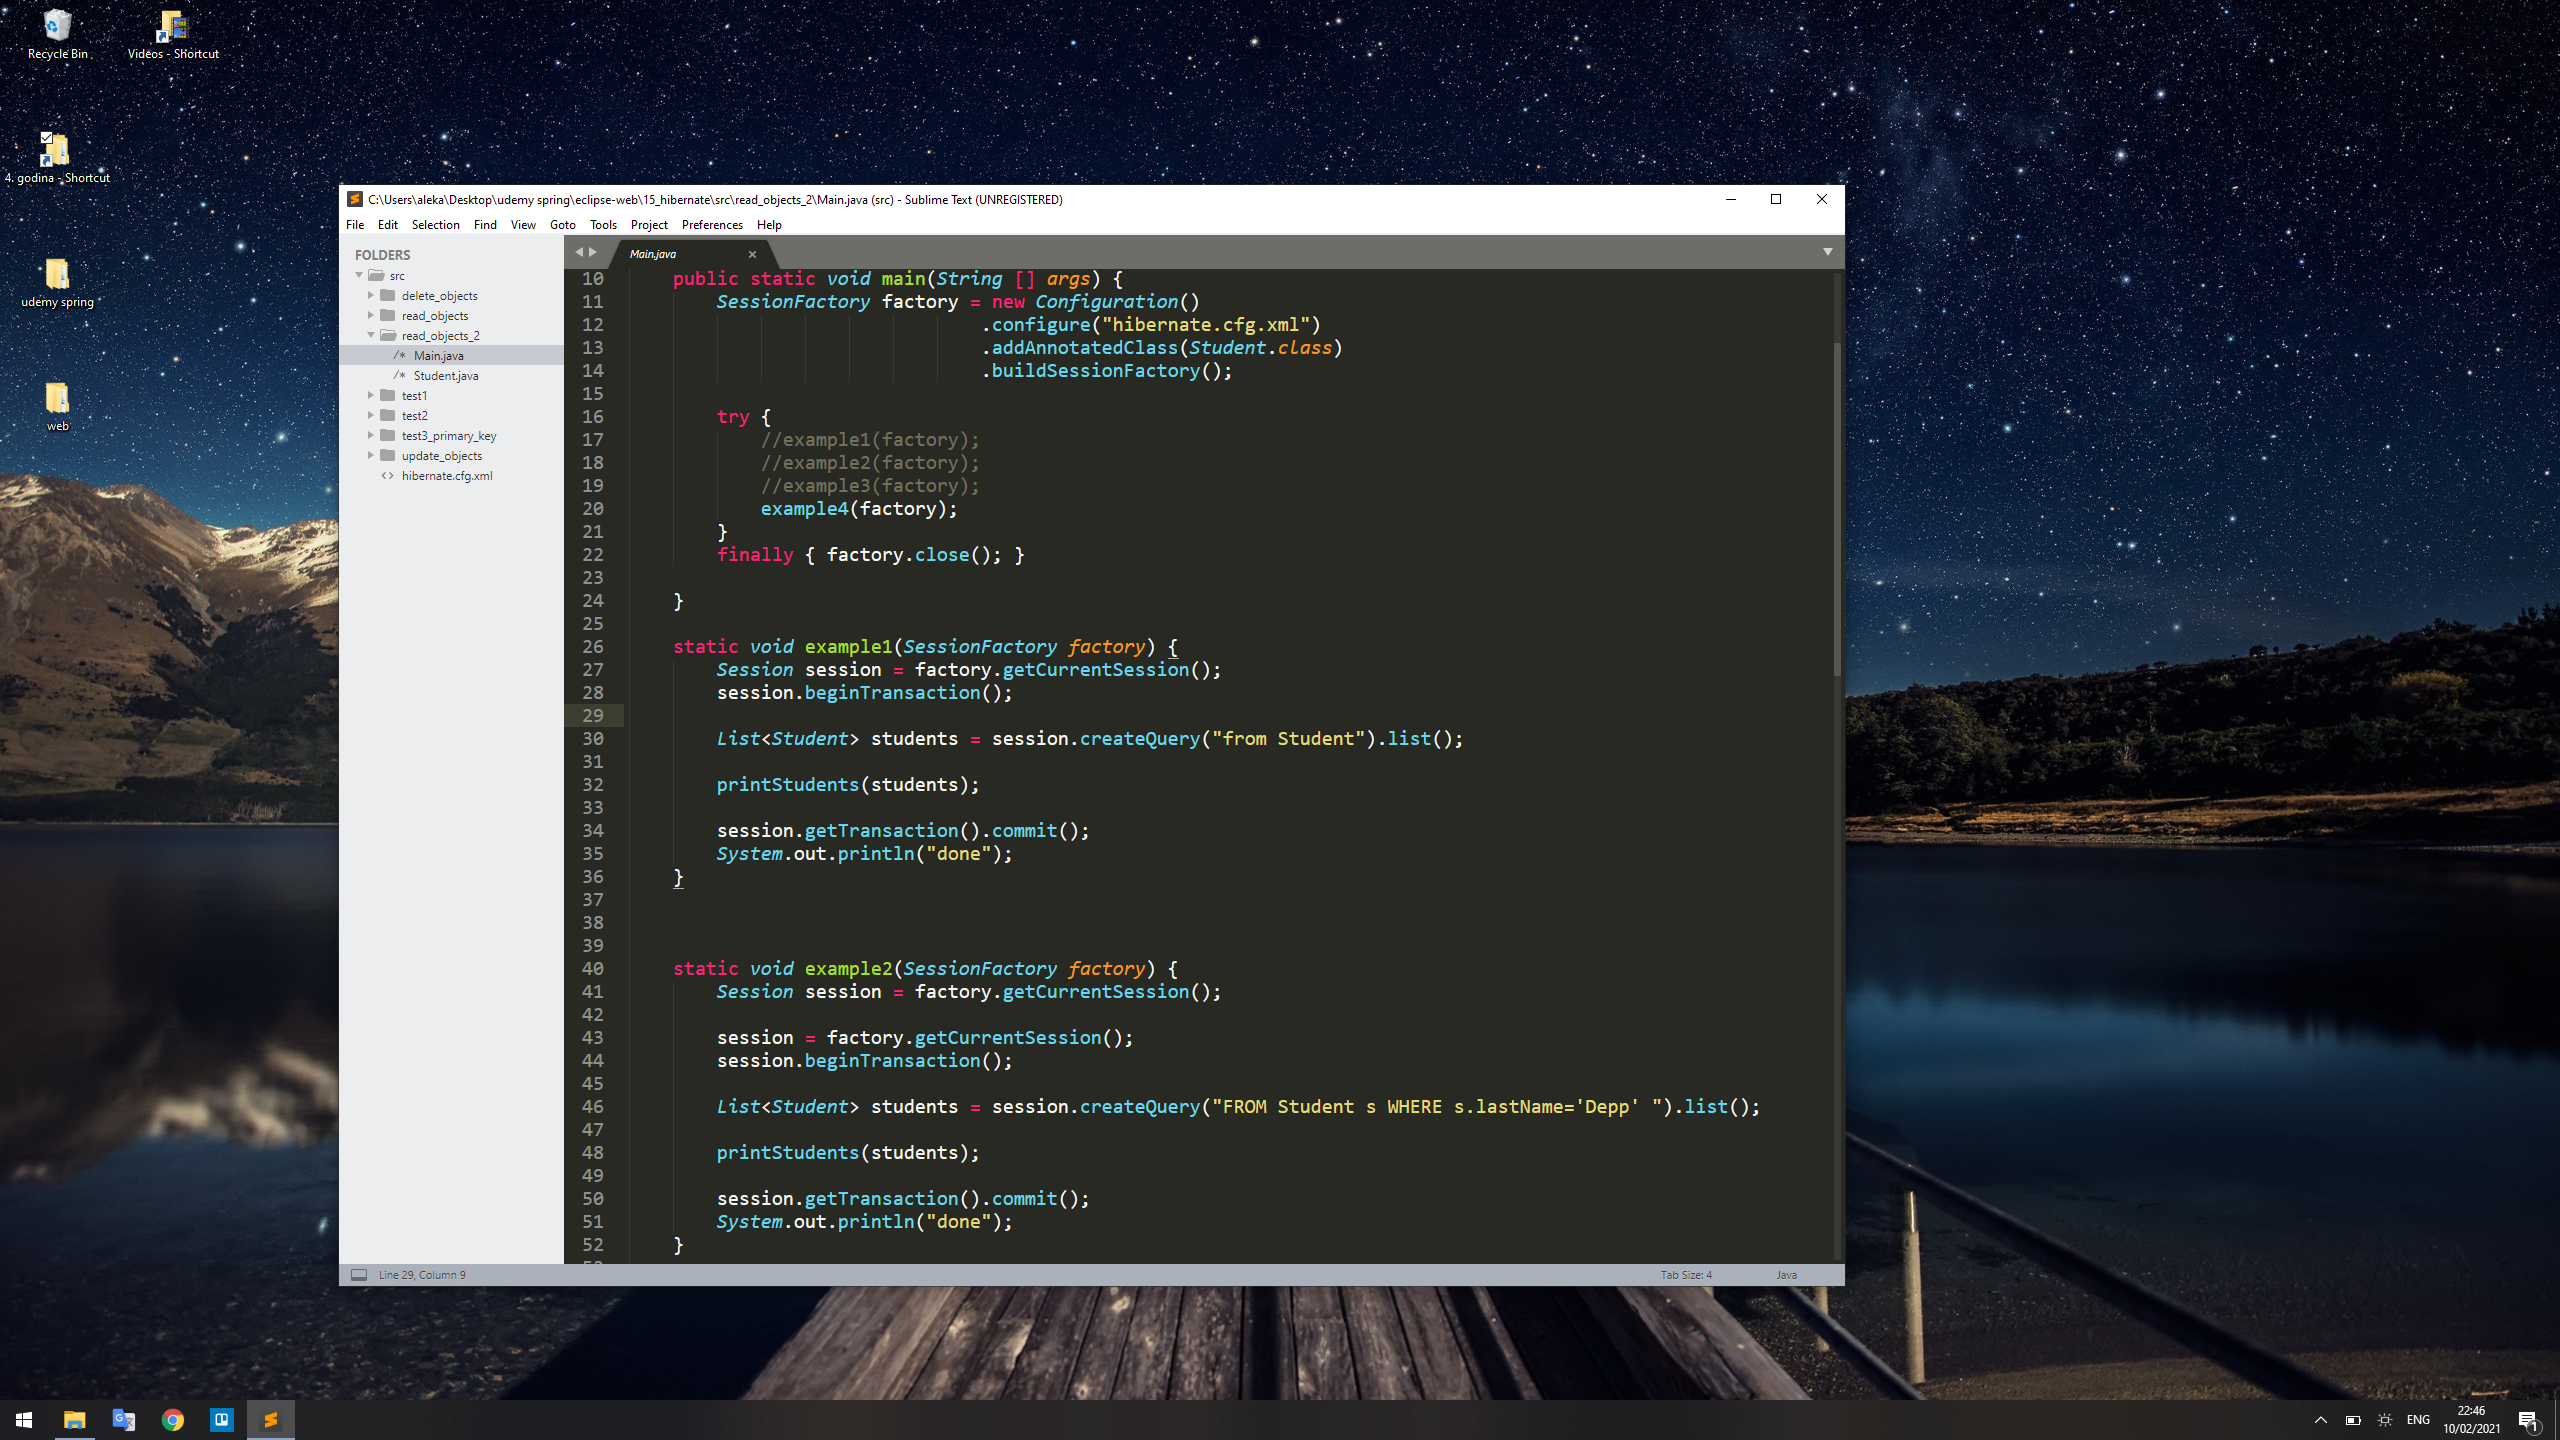 Recycle Bin
Videos - Shortcut
4. godina - Shortcut
udemy spring
web
C:\Users\aleka\Desktop\udemy spring\eclipse-web\15_hibernate\src\read_objects_2\Main.java (src) - Sublime Text (UNREGISTERED)
File Edit Selection Find View Goto Tools Project Preferences Help
FOLDERS
src
delete_objects
read_objects
read_objects_2
/* Main.java
/* Student.java
test1
test2
test3_primary_key
update_objects
<> hibernate.cfg.xml
Main.java
10 public static void main(String [] args) {
11 SessionFactory factory = new Configuration()
12 .configure("hibernate.cfg.xml")
13 .addAnnotatedClass(Student.class)
14 .buildSessionFactory();
15
16 try {
17 //example1(factory);
18 //example2(factory);
19 //example3(factory);
20 example4(factory);
21 }
22 finally { factory.close(); }
23
24 }
25
26 static void example1(SessionFactory factory) {
27 Session session = factory.getCurrentSession();
28 session.beginTransaction();
29
30 List<Student> students = session.createQuery("from Student").list();
31
32 printStudents(students);
33
34 session.getTransaction().commit();
35 System.out.println("done");
36 }
37
38
39
40 static void example2(SessionFactory factory) {
41 Session session = factory.getCurrentSession();
42
43 session = factory.getCurrentSession();
44 session.beginTransaction();
45
46 List<Student> students = session.createQuery("FROM Student s WHERE s.lastName='Depp' ").list();
47
48 printStudents(students);
49
50 session.getTransaction().commit();
51 System.out.println("done");
52 }
Line 29, Column 9
Tab Size: 4
Java
ENG
22:46
10/02/2021
1